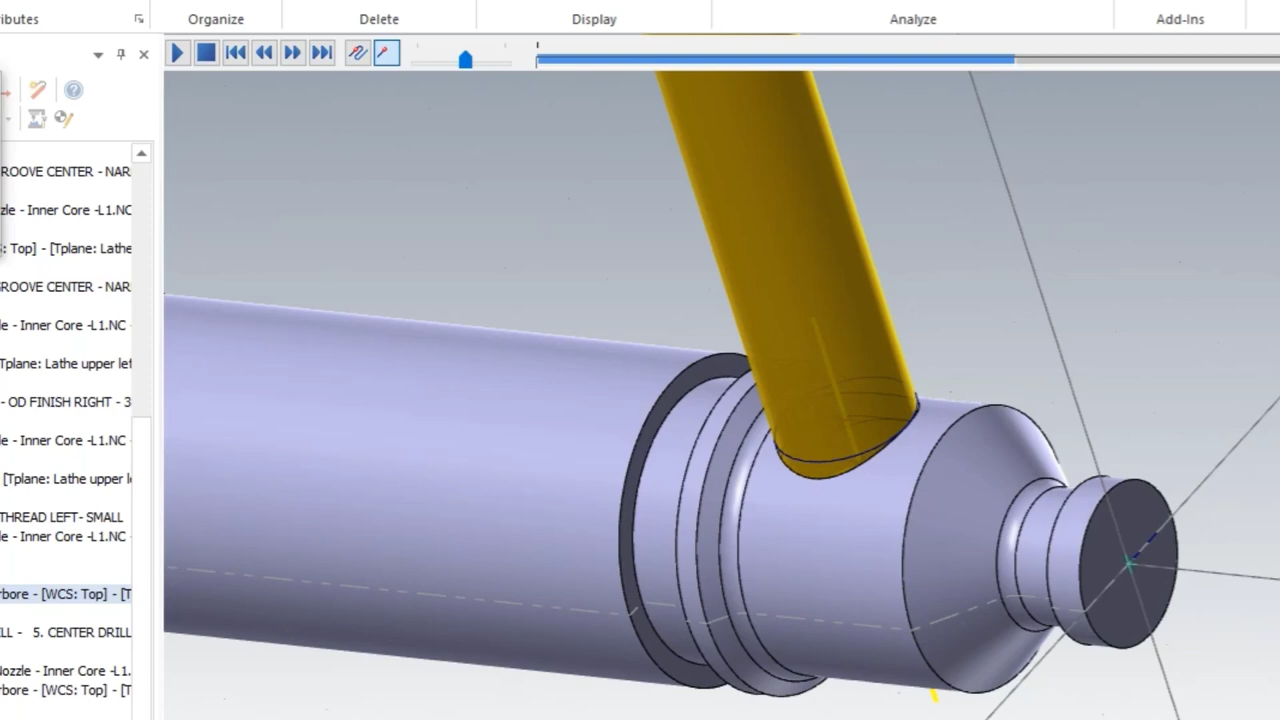 ributes
Organize
Delete
Display
Analyze
Add-Ins
ROOVE CENTER - NAR
zle - Inner Core -L1.NC
: Top] - [Tplane: Lathe
ROOVE CENTER - NAR
le - Inner Core -L1.NC -
Tplane: Lathe upper lef
- OD FINISH RIGHT - 3
le - Inner Core -L1.NC -
[Tplane: Lathe upper le
THREAD LEFT- SMALL
le - Inner Core -L1.NC
rbore - [WCS: Top] - [T
LL - 5. CENTER DRILL
Nozzle - Inner Core -L1.
rbore - [WCS: Top] - [T